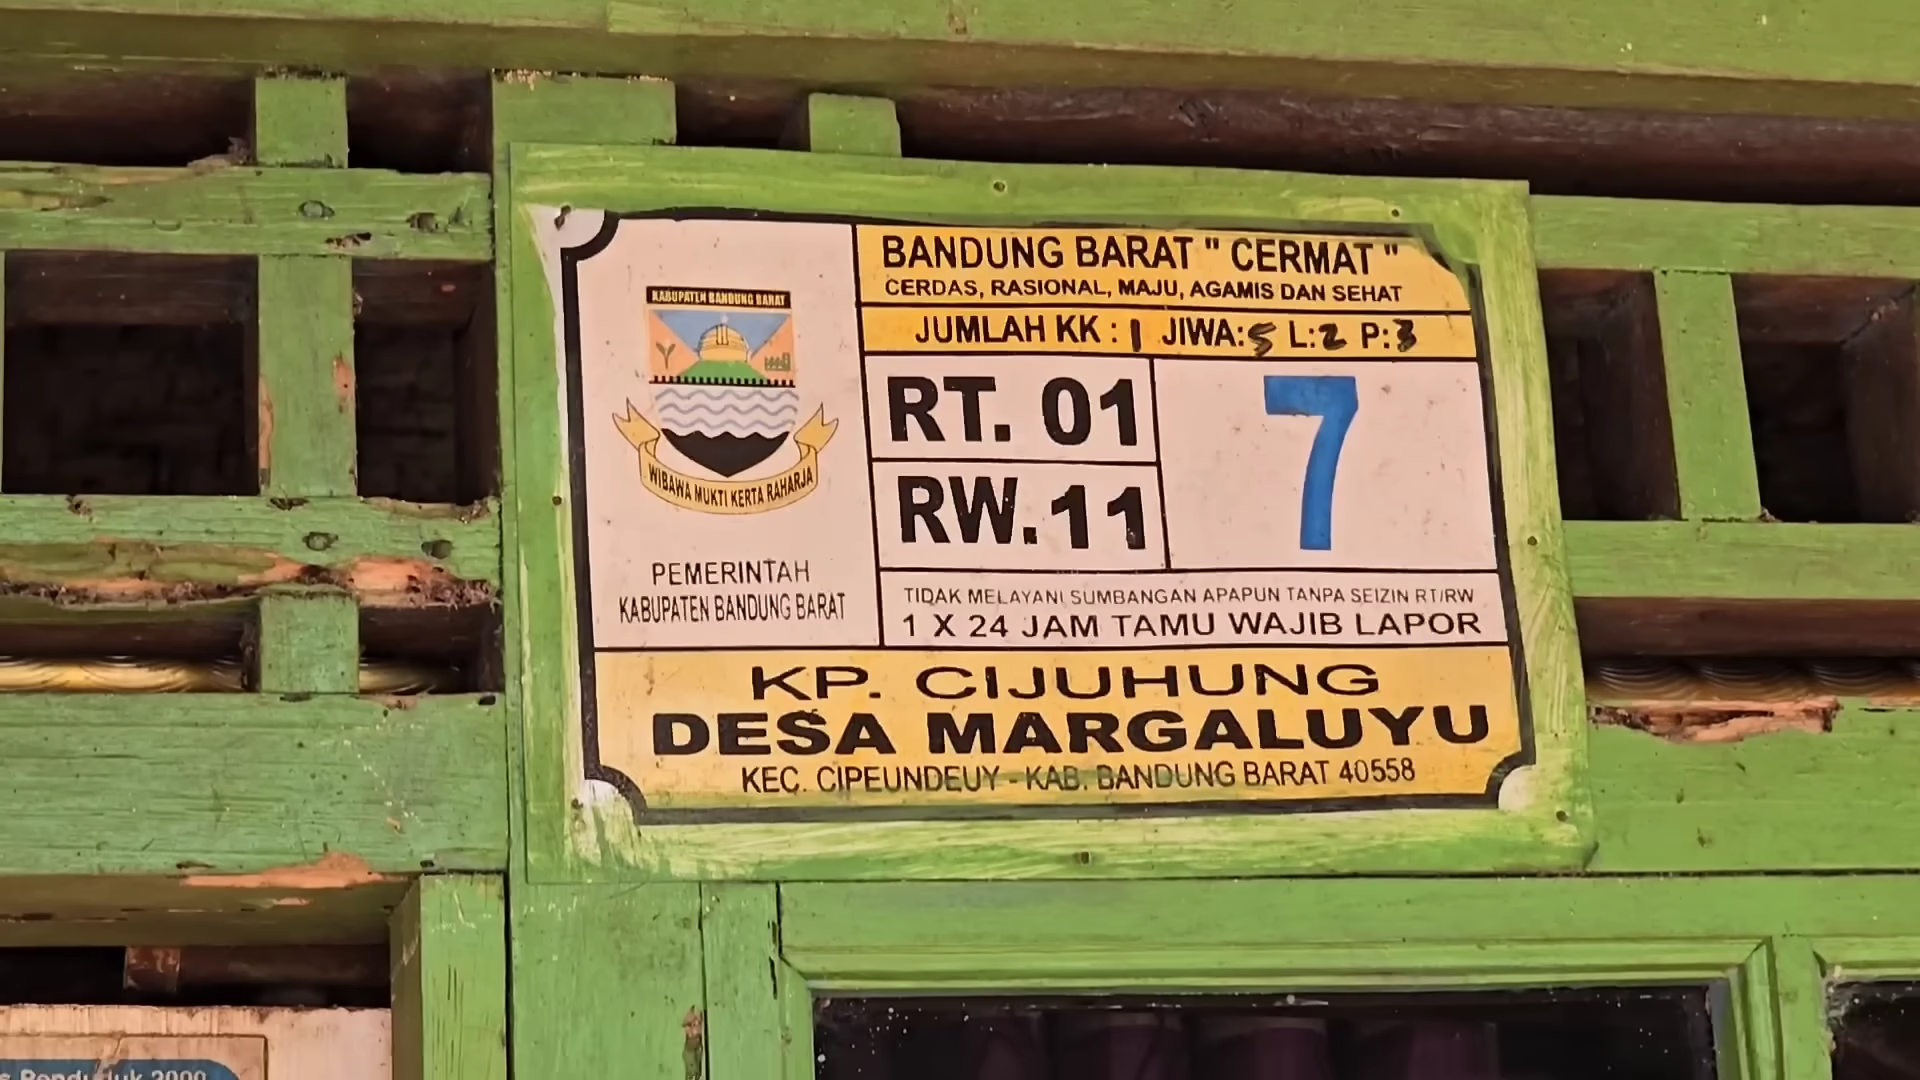 KABUPATEN BANDUNG BARAT
WIBAWA MUKTI KERTA RAHARJA
PEMERINTAH
KABUPATEN BANDUNG BARAT
BANDUNG BARAT " CERMAT "
CERDAS, RASIONAL, MAJU, AGAMIS DAN SEHAT
JUMLAH KK : 1 JIWA:5 L:2 P:3
RT. 01
RW. 11
7
TIDAK MELAYANI SUMBANGAN APAPUN TANPA SEIZIN RT/RW
1 X 24 JAM TAMU WAJIB LAPOR
KP. CIJUHUNG
DESA MARGALUYU
KEC. CIPEUNDEUY - KAB. BANDUNG BARAT 40558